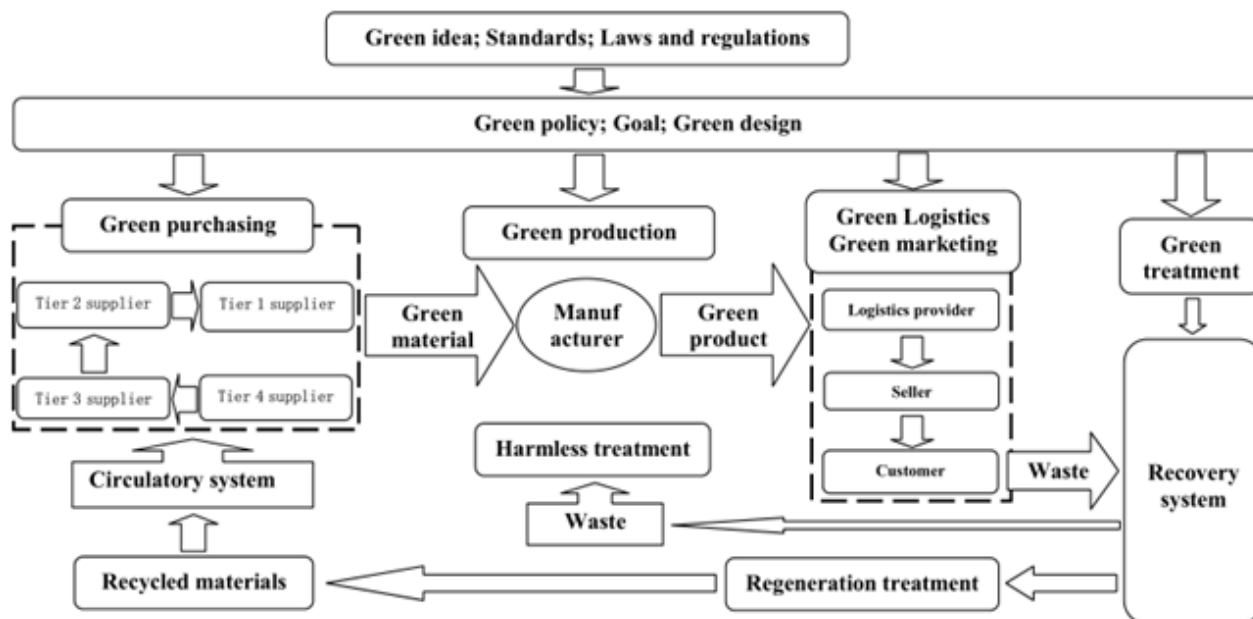 Green idea; Standards; Laws and regulations
Green policy; Goal; Green design
Green purchasing
Green production
Green Logistics
Green marketing
Green
treatment
Tier 2 supplier
Tier 1 supplier
Tier 3 supplier
Tier 4 supplier
Green
material
Manuf
acturer
Green
product
Logistics provider
Seller
Customer
Waste
Recovery
system
Harmless treatment
Waste
Circulatory system
Recycled materials
Regeneration treatment